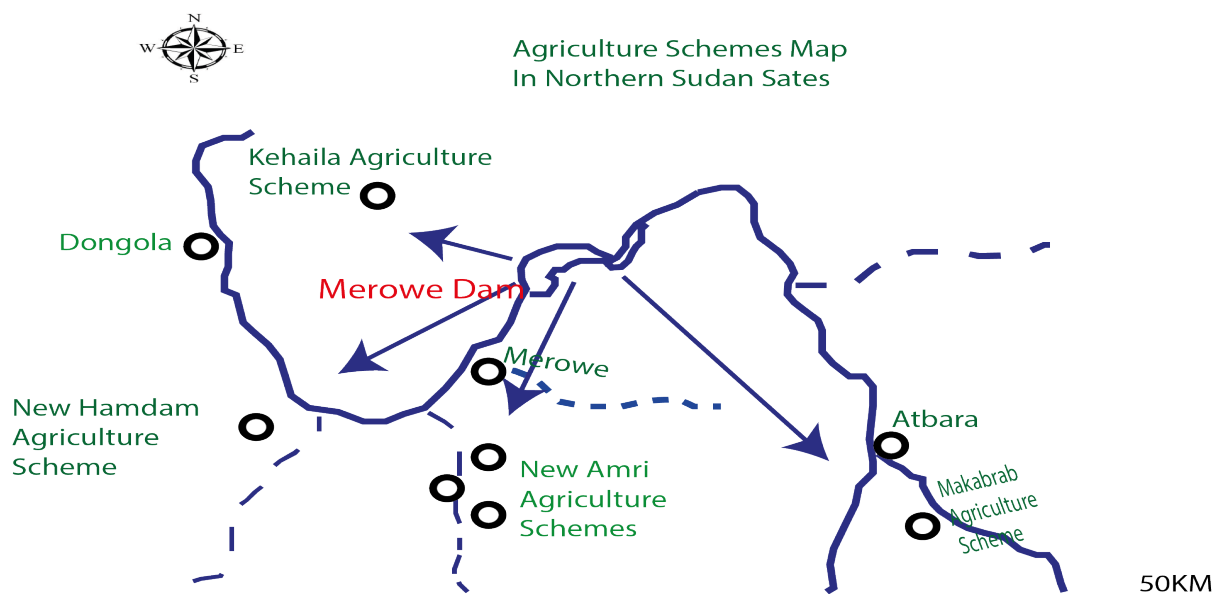 N
W E
S
Agriculture Schemes Map
In Northern Sudan Sates
Kehaila Agriculture
Scheme
Dongola
Merowe Dam
Merowe
New Hamdam
Agriculture
Scheme
Atbara
New Amri
Agriculture
Schemes
Makabrab
Agriculture
Scheme
50KM